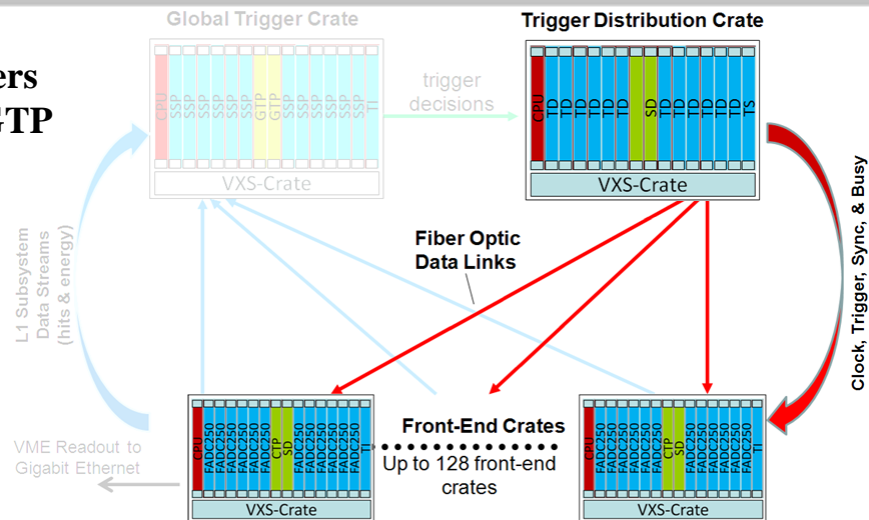 Global Trigger Crate
Trigger Distribution Crate
ers
GTP
CPU
SSP
SSP
SSP
SSP
SSP
SSP
GTP
GTP
SSP
SSP
SSP
SSP
SSP
SSP
TI
VXS-Crate
trigger
decisions
CPU
TD
TD
TD
TD
TD
TD
SD
TD
TD
TD
TD
TD
TD
TS
VXS-Crate
L1 Subsystem
Data Streams
(hits & energy)
Fiber Optic
Data Links
Clock, Trigger, Sync, & Busy
VME Readout to
Gigabit Ethernet
CPU
FADC250
FADC250
FADC250
FADC250
FADC250
FADC250
CTP
SD
FADC250
FADC250
FADC250
FADC250
FADC250
FADC250
TI
VXS-Crate
Front-End Crates
Up to 128 front-end
crates
CPU
FADC250
FADC250
FADC250
FADC250
FADC250
FADC250
CTP
SD
FADC250
FADC250
FADC250
FADC250
FADC250
FADC250
TI
VXS-Crate